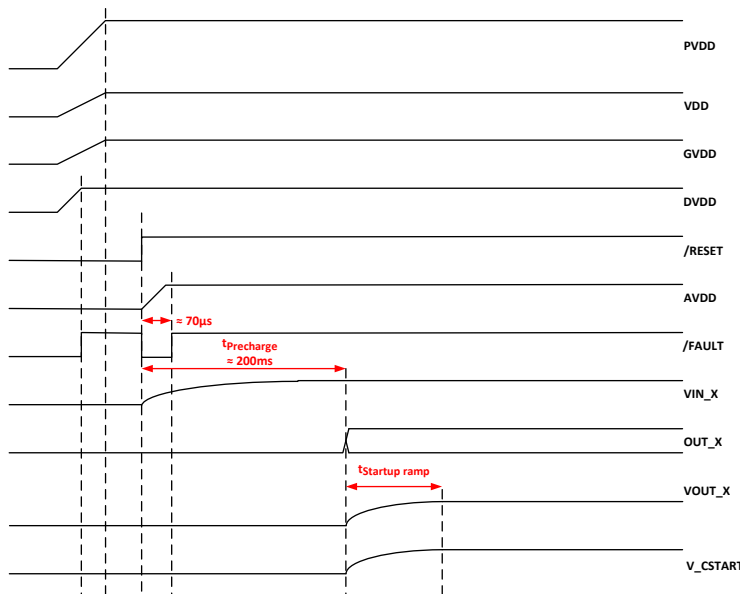 PVDD
VDD
GVDD
DVDD
/RESET
AVDD
≈ 70µs
/FAULT
tPrecharge
≈ 200ms
VIN_X
OUT_X
tStartup ramp
VOUT_X
V_CSTART